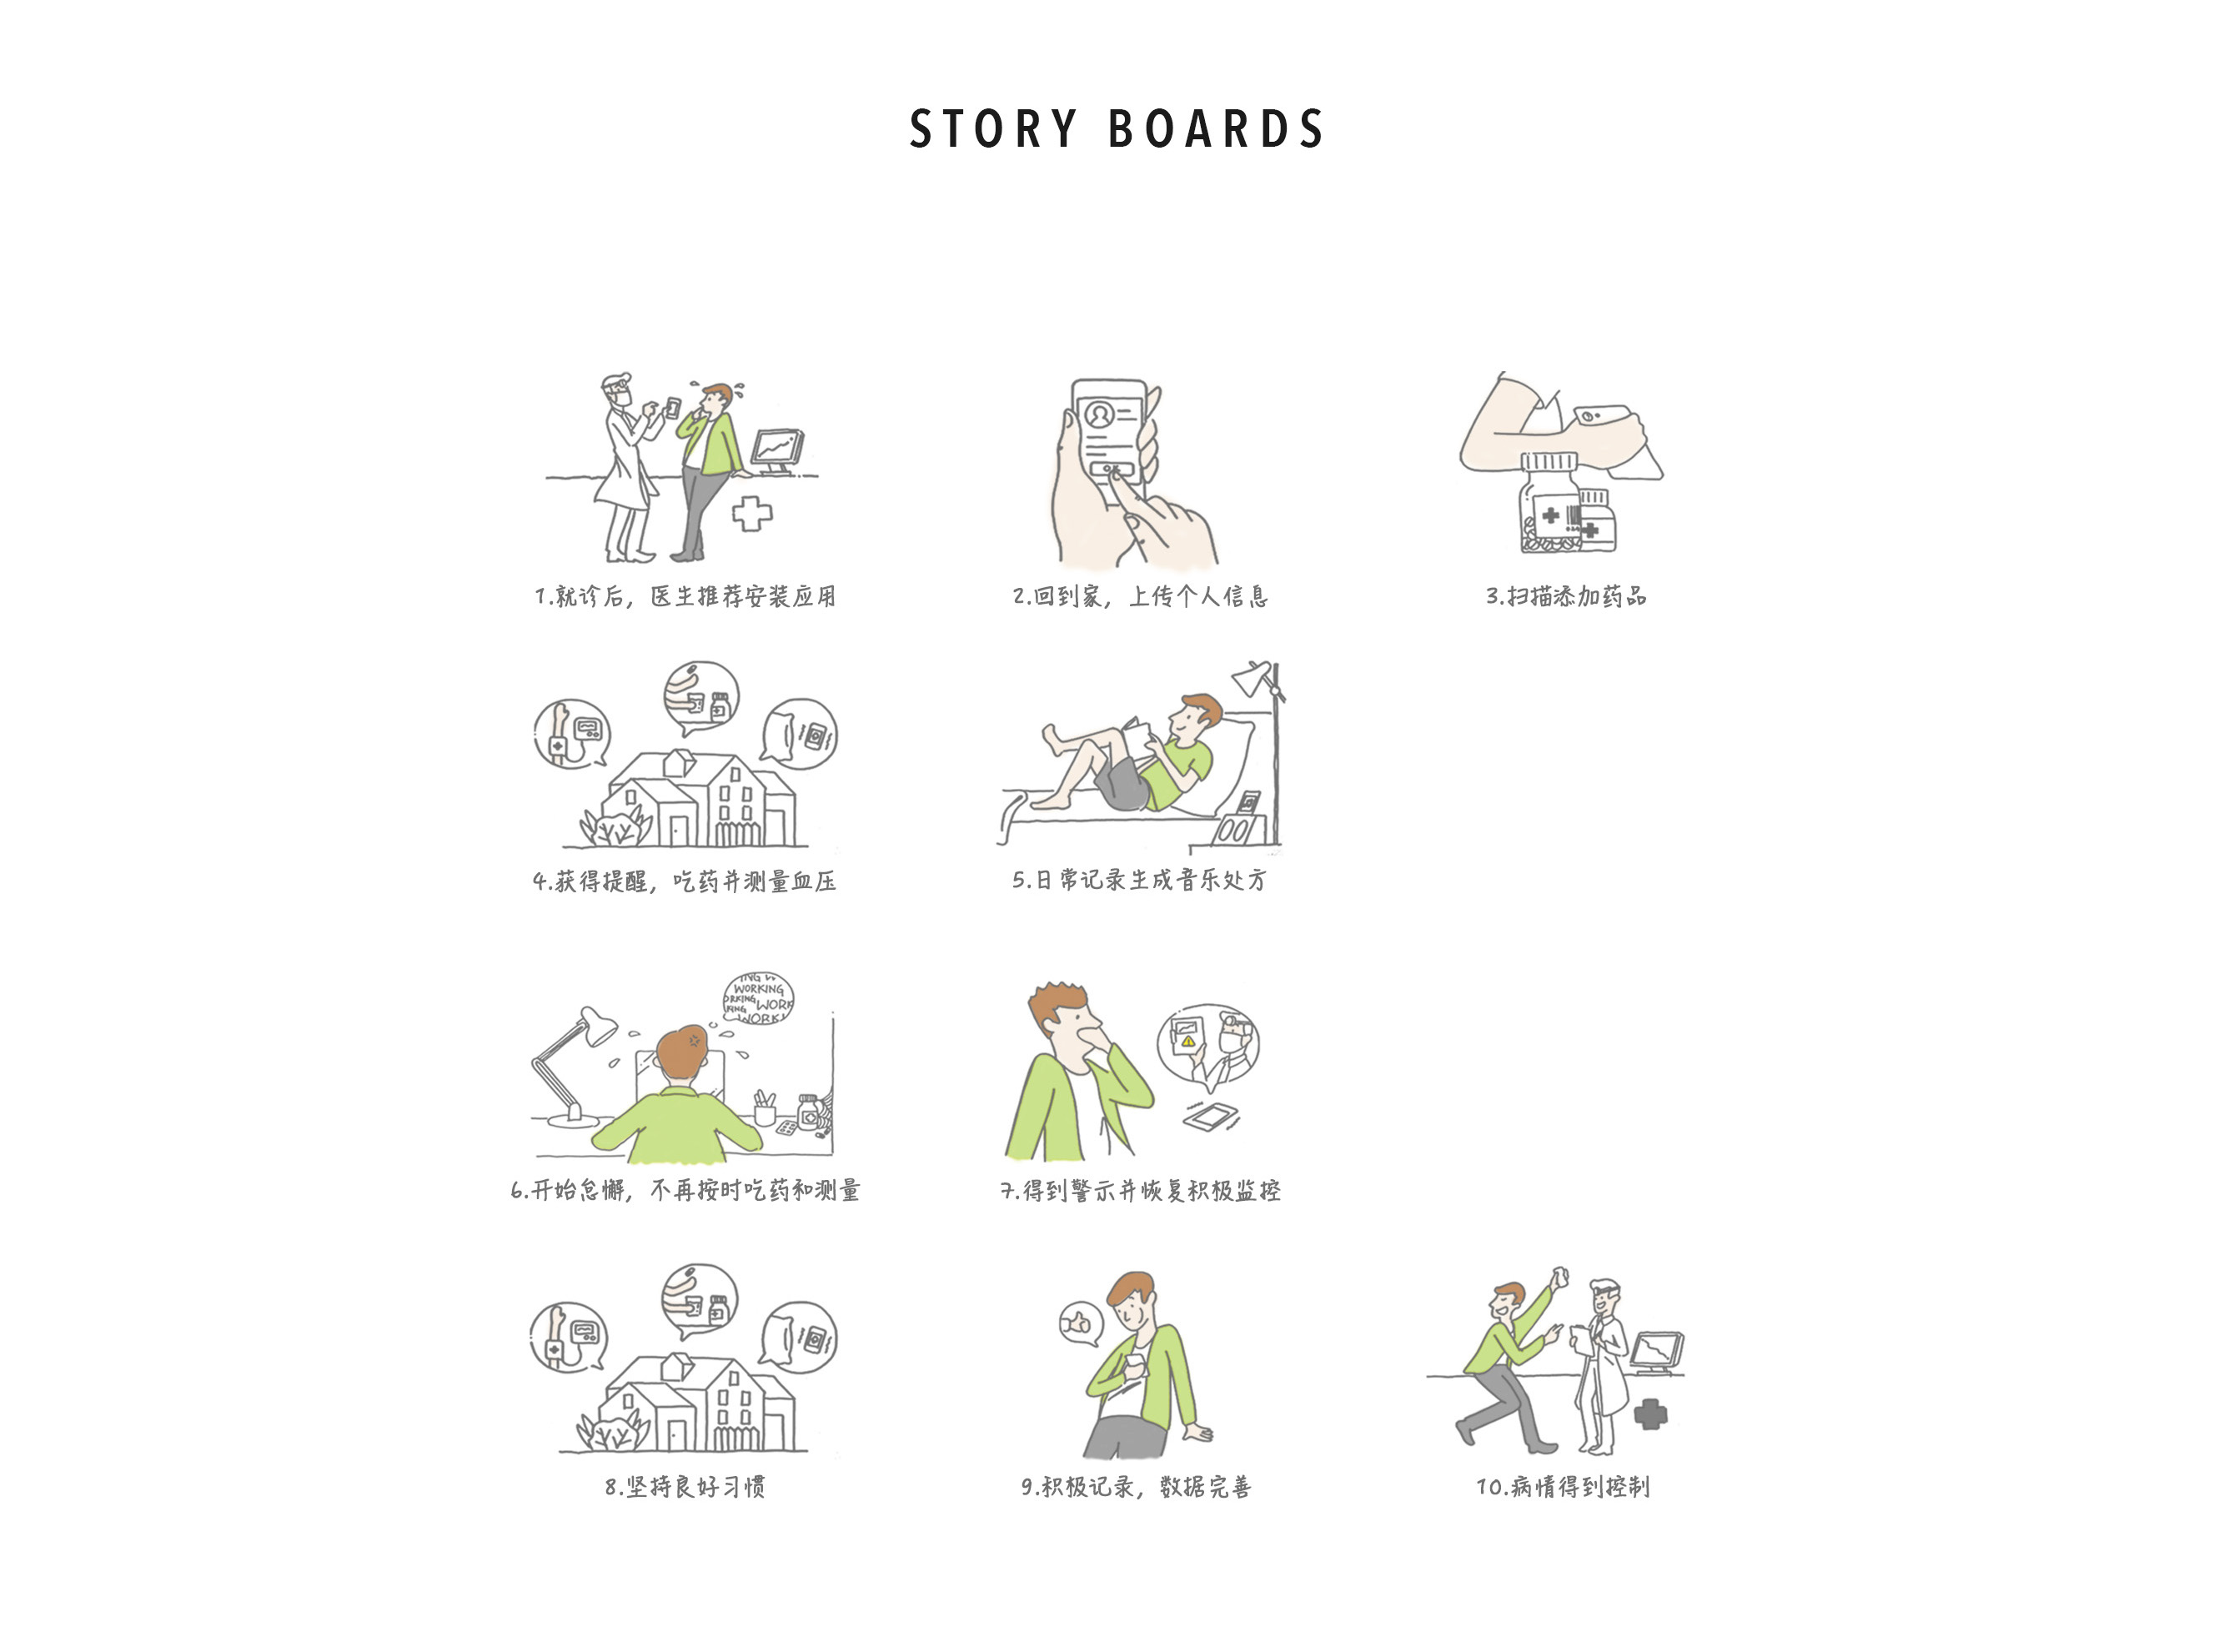 STORY BOARDS
1.就诊后，医生推荐安装应用
2.回到家，上传个人信息
3.扫描添加药品
4.获得提醒，吃药并测量血压
5.日常记录生成音乐处方
WORKING
WORK
WORK
6.开始怠懈，不再按时吃药和测量
7.得到警示并恢复积极监控
8.坚持良好习惯
9.积极记录，数据完善
10.病情得到控制